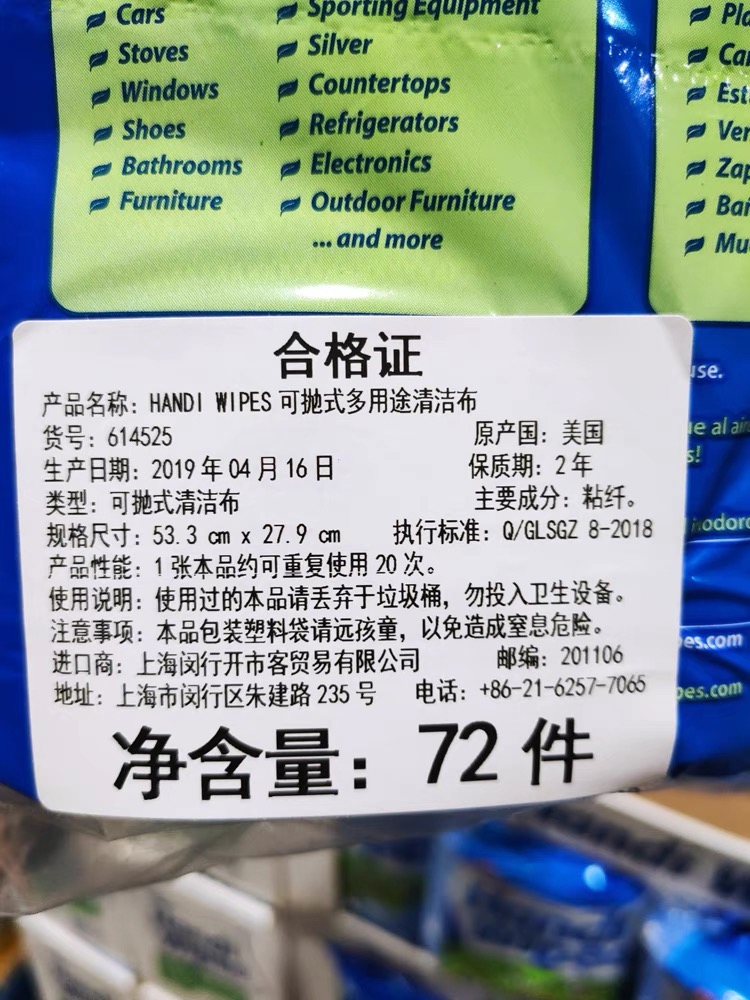 Cars
Stoves
Windows
Shoes
Bathrooms
Furniture
Sporting Equipment
Silver
Countertops
Refrigerators
Electronics
Outdoor Furniture
... and more
合格证
产品名称：HANDI WIPES 可抛式多用途清洁布
货号：614525 原产国：美国
生产日期：2019 年 04 月 16 日 保质期：2 年
类型：可抛式清洁布 主要成分：粘纤。
规格尺寸：53.3 cm x 27.9 cm 执行标准：Q/GLSGZ 8-2018
产品性能：1 张本品约可重复使用 20 次。
使用说明：使用过的本品请丢弃于垃圾桶，勿投入卫生设备。
注意事项：本品包装塑料袋请远孩童，以免造成窒息危险。
进口商：上海闵行开市客贸易有限公司 邮编：201106
地址：上海市闵行区朱建路 235 号 电话：+86-21-6257-7065
净含量：72 件